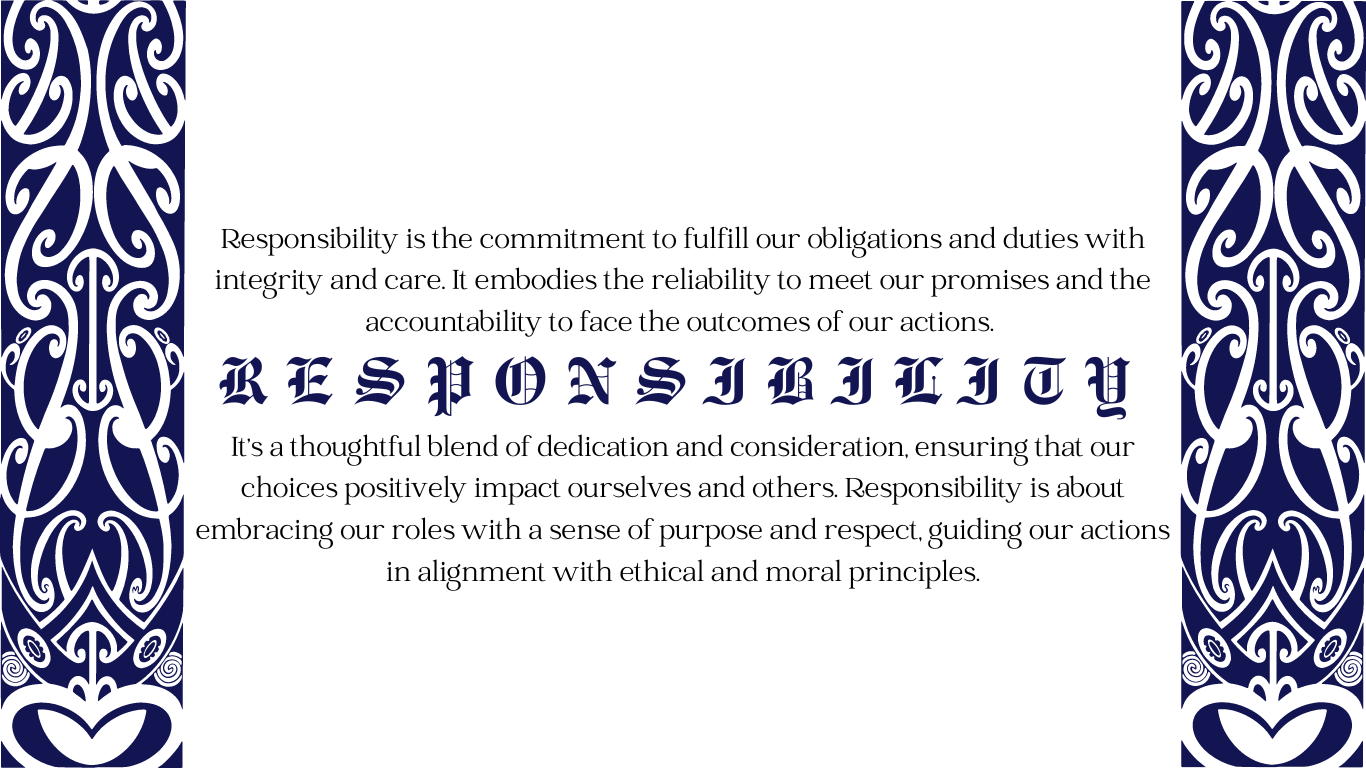 Responsibility is the commitment to fulfill our obligations and duties with
integrity and care. It embodies the reliability to meet our promises and the
accountability to face the outcomes of our actions.
RESPONSIBILITY
It's a thoughtful blend of dedication and consideration, ensuring that our
choices positively impact ourselves and others. Responsibility is about
embracing our roles with a sense of purpose and respect, guiding our actions
in alignment with ethical and moral principles.